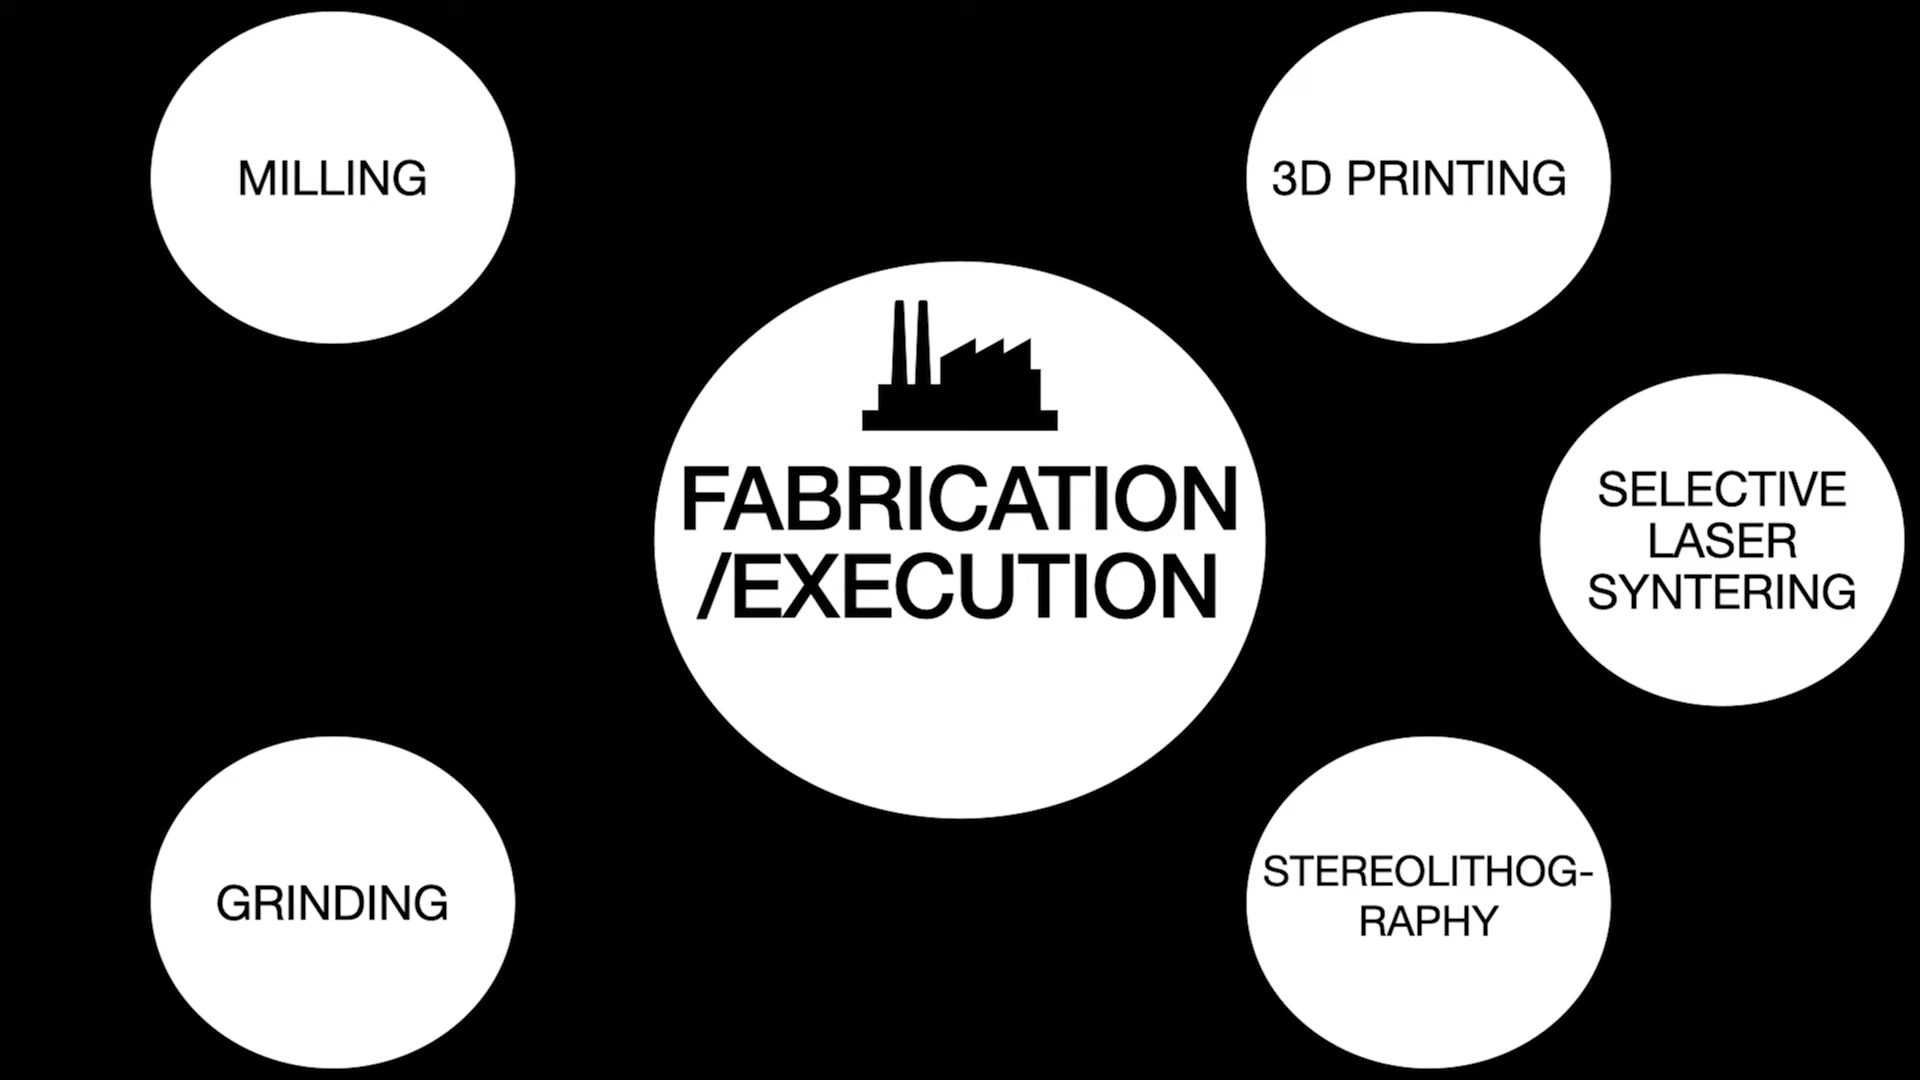 MILLING
3D PRINTING
FABRICATION
/EXECUTION
SELECTIVE
LASER
SYNTERING
GRINDING
STEREOLITHOG-
RAPHY